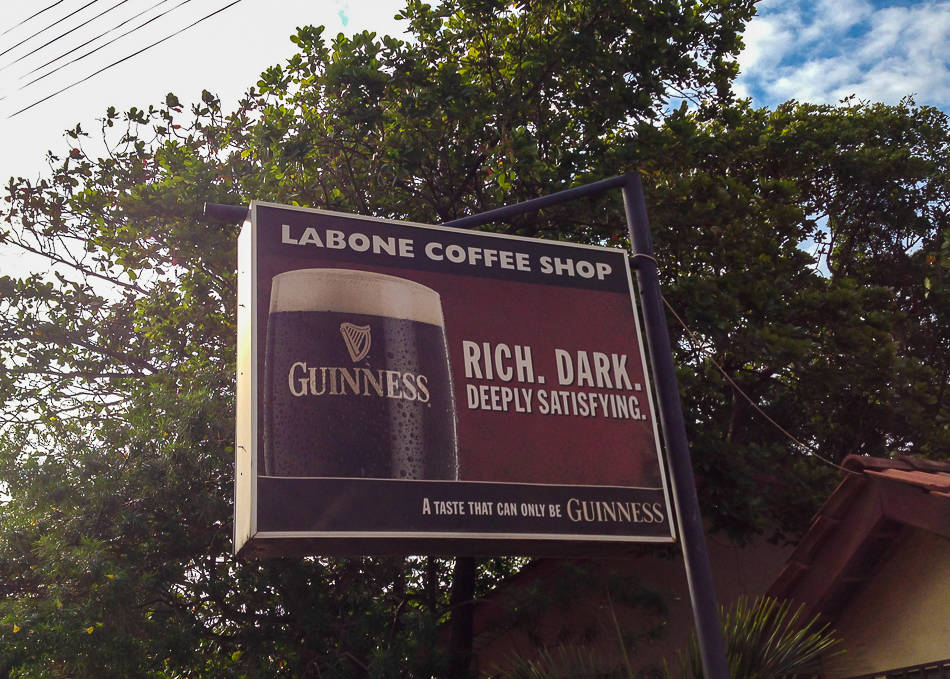 LABONE COFFEE SHOP
GUINNESS
RICH. DARK.
DEEPLY SATISFYING.
A TASTE THAT CAN ONLY BE GUINNESS